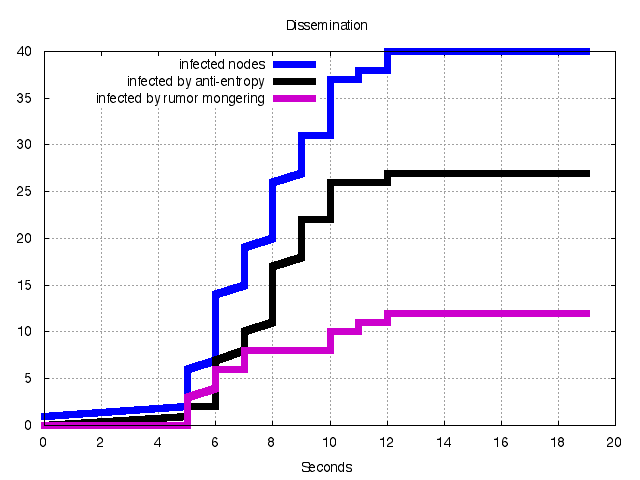 Dissemination
infected nodes
infected by anti-entropy
infected by rumor mongering
40
35
30
25
20
15
10
5
0
0 2 4 6 8 10 12 14 16 18 20
Seconds